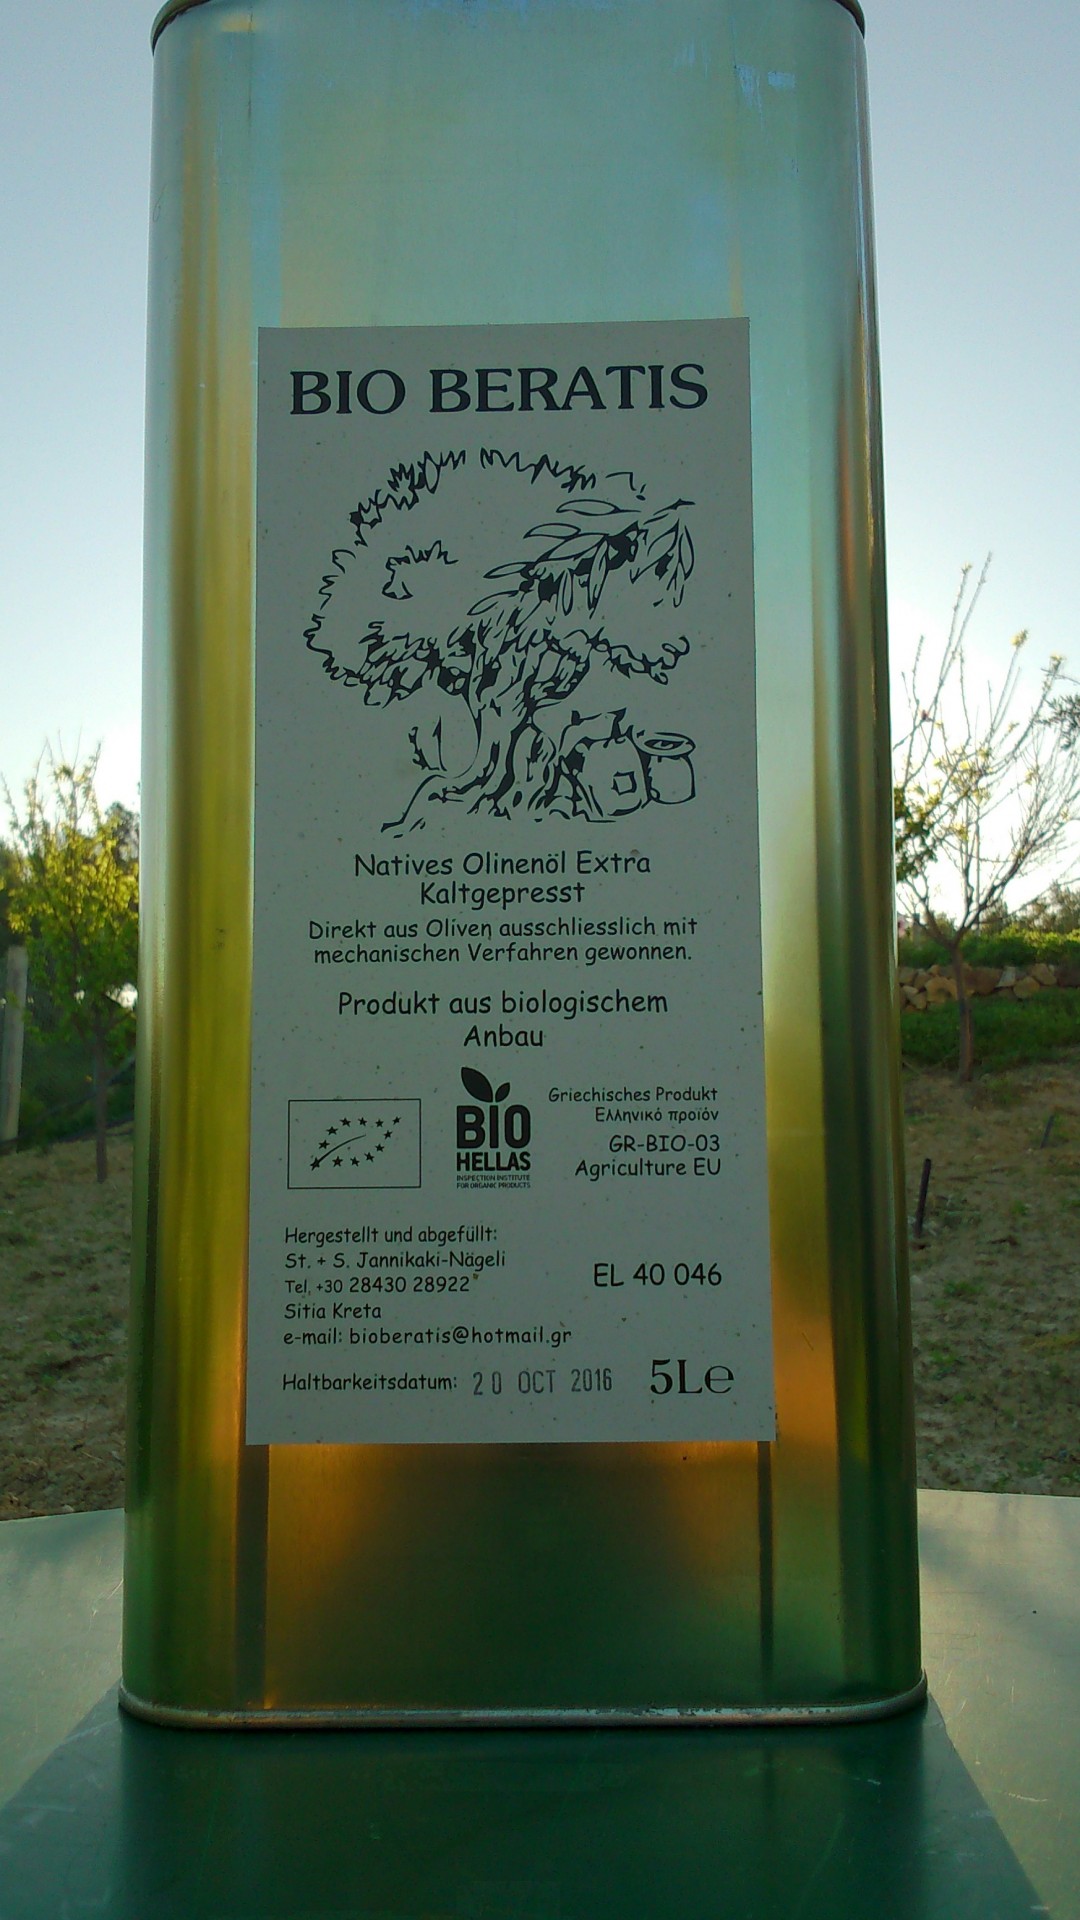 BIO BERATIS
Natives Olinenöl Extra
Kaltgepresst
Direkt aus Oliven ausschliesslich mit
mechanischen Verfahren gewonnen.
Produkt aus biologischem
Anbau
BIO
HELLAS
INSPECTION INSTITUTE
FOR ORGANIC PRODUCTS
Griechisches Produkt
Ελληνικό προϊόν
GR-BIO-03
Agriculture EU
Hergestellt und abgefüllt:
St. + S. Jannikaki-Nägeli
Tel. +30 28430 28922
Sitia Kreta
e-mail: bioberatis@hotmail.gr
EL 40 046
Haltbarkeitsdatum: 20 OCT 2016
5Le